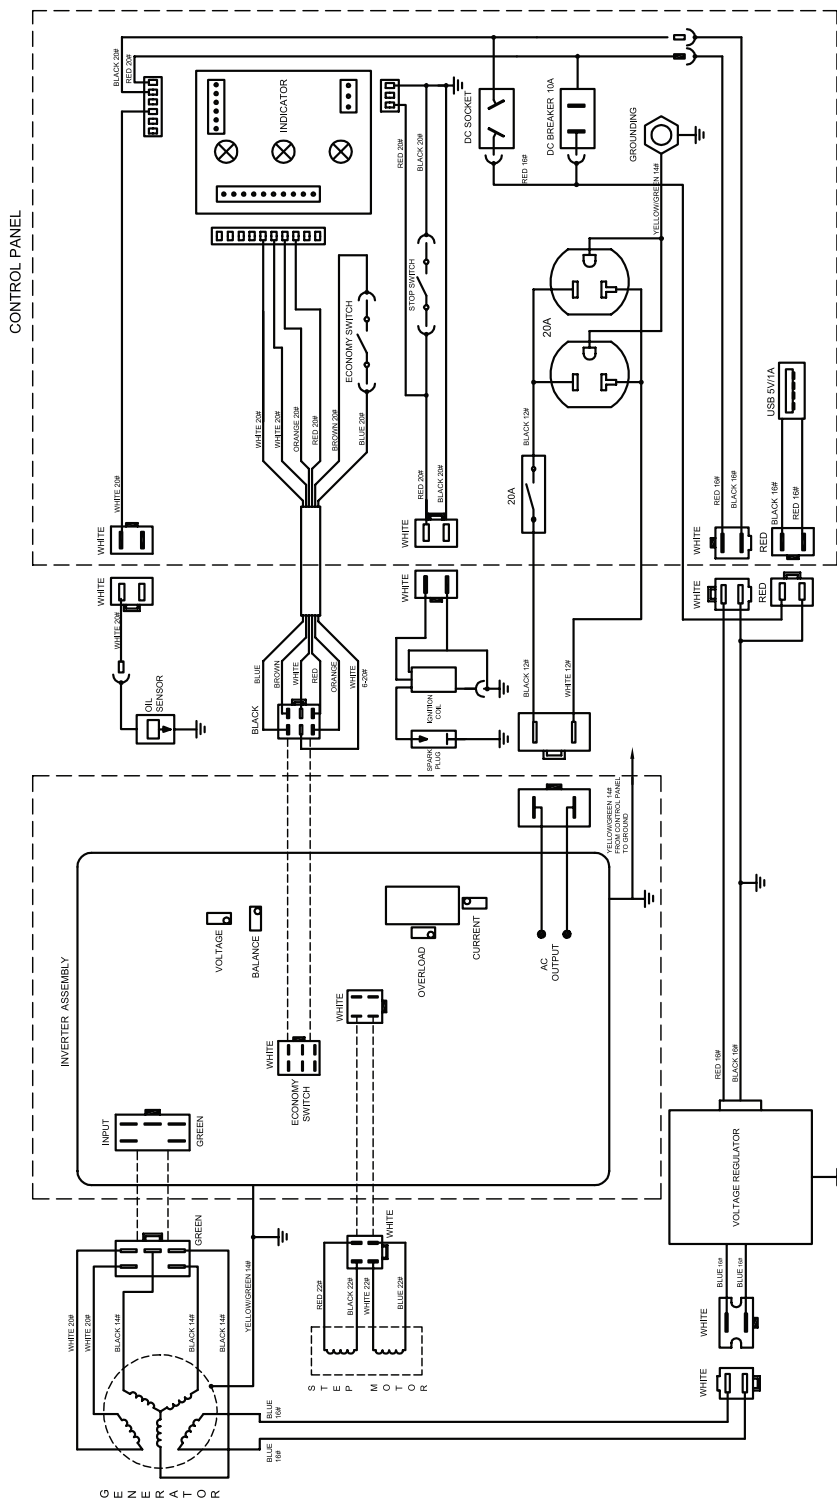 CONTROL PANEL
BLACK 20#
RED 20#
INDICATOR
RED 20#
BLACK 20#
DC SOCKET
RED 16#
DC BREAKER 10A
GROUNDING
YELLOW/GREEN 14#
STOP SWITCH
ECONOMY SWITCH
20A
USB 5V/1A
WHITE 20#
WHITE 20#
WHITE 20#
ORANGE 20#
RED 20#
BROWN 20#
BLUE 20#
RED 20#
BLACK 20#
BLACK 12#
20A
RED 16#
BLACK 16#
BLACK 16#
RED 16#
WHITE
WHITE
WHITE
RED
WHITE
WHITE
WHITE
RED
WHITE 20#
OIL
SENSOR
BLUE
BROWN
WHITE
RED
ORANGE
WHITE
6-20#
BLACK
IGNITION
COIL
SPARK
PLUG
BLACK 12#
WHITE 12#
YELLOW/GREEN 14#
FROM CONTROL PANEL
TO GROUND
INVERTER ASSEMBLY
VOLTAGE
BALANCE
OVERLOAD
CURRENT
AC
OUTPUT
WHITE
WHITE
ECONOMY
SWITCH
INPUT
GREEN
RED 16#
BLACK 16#
VOLTAGE REGULATOR
GREEN
WHITE
WHITE 20#
WHITE 20#
BLACK 14#
BLACK 14#
BLACK 14#
YELLOW/GREEN 14#
RED 22#
BLACK 22#
WHITE 22#
BLUE 22#
BLUE 16#
BLUE 16#
WHITE
WHITE
STEP MOTOR
BLUE
16#
BLUE
16#
GENERATOR